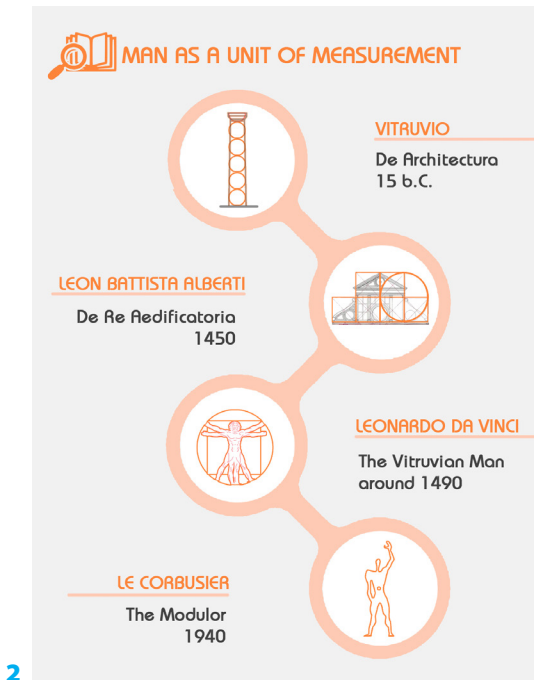 MAN AS A UNIT OF MEASUREMENT
VITRUVIO
De Architectura
15 b.C.
LEON BATTISTA ALBERTI
De Re Aedificatoria
1450
LEONARDO DA VINCI
The Vitruvian Man
around 1490
LE CORBUSIER
The Modulor
1940
2